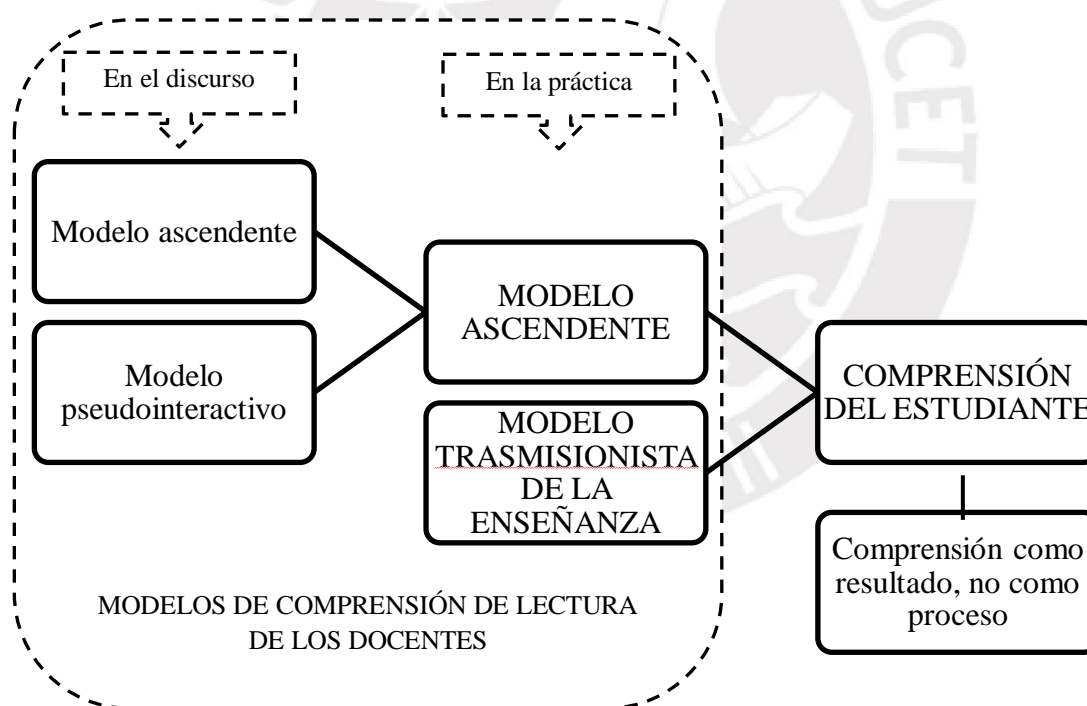 En el discurso
En la práctica
Modelo ascendente
Modelo
pseudointeractivo
MODELO
ASCENDENTE
MODELO
TRASMISIONISTA
DE LA
ENSEÑANZA
COMPRENSIÓN
DEL ESTUDIANTE
Comprensión como
resultado, no como
proceso
MODELOS DE COMPRENSIÓN DE LECTURA
DE LOS DOCENTES